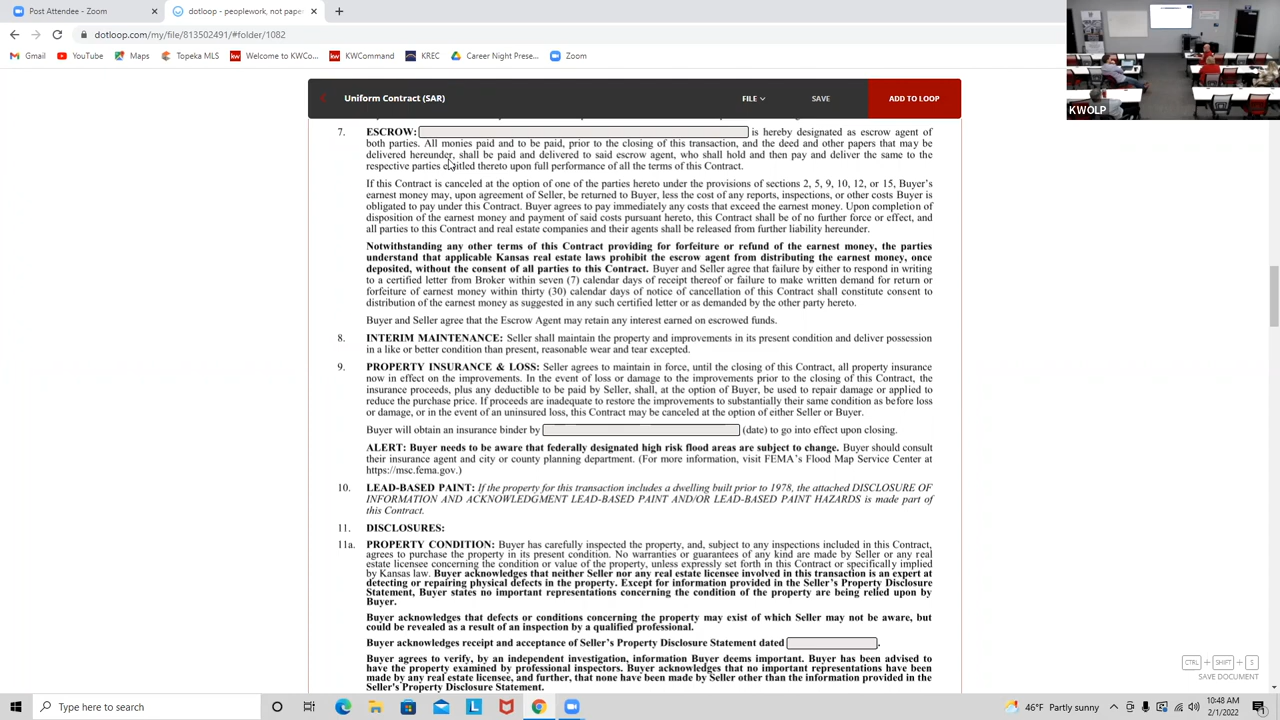 Post Attendee - Zoom
dotloop - peoplework, not pape
dotloop.com/my/file/813502491/#folder/1082
Gmail
YouTube
Maps
Topeka MLS
Welcome to KWCo...
KWCommand
KREC
Career Night Prese...
Zoom
KWOLP
Uniform Contract (SAR)
FILE
SAVE
ADD TO LOOP
7. ESCROW: is hereby designated as escrow agent of
both parties. All monies paid and to be paid, prior to the closing of this transaction, and the deed and other papers that may be
delivered hereunder, shall be paid and delivered to said escrow agent, who shall hold and then pay and deliver the same to the
respective parties entitled thereto upon full performance of all the terms of this Contract.
If this Contract is canceled at the option of one of the parties hereto under the provisions of sections 2, 5, 9, 10, 12, or 15, Buyer's
earnest money may, upon agreement of Seller, be returned to Buyer, less the cost of any reports, inspections, or other costs Buyer is
obligated to pay under this Contract. Buyer agrees to pay immediately any costs that exceed the earnest money. Upon completion of
disposition of the earnest money and payment of said costs pursuant hereto, this Contract shall be of no further force or effect, and
all parties to this Contract and real estate companies and their agents shall be released from further liability hereunder.
Notwithstanding any other terms of this Contract providing for forfeiture or refund of the earnest money, the parties
understand that applicable Kansas real estate laws prohibit the escrow agent from distributing the earnest money, once
deposited, without the consent of all parties to this Contract. Buyer and Seller agree that failure by either to respond in writing
to a certified letter from Broker within seven (7) calendar days of receipt thereof or failure to make written demand for return or
forfeiture of earnest money within thirty (30) calendar days of notice of cancellation of this Contract shall constitute consent to
distribution of the earnest money as suggested in any such certified letter or as demanded by the other party hereto.
Buyer and Seller agree that the Escrow Agent may retain any interest earned on escrowed funds.
8. INTERIM MAINTENANCE: Seller shall maintain the property and improvements in its present condition and deliver possession
in a like or better condition than present, reasonable wear and tear excepted.
9. PROPERTY INSURANCE & LOSS: Seller agrees to maintain in force, until the closing of this Contract, all property insurance
now in effect on the improvements. In the event of loss or damage to the improvements prior to the closing of this Contract, the
insurance proceeds, plus any deductible to be paid by Seller, shall, at the option of Buyer, be used to repair damage or applied to
reduce the purchase price. If proceeds are inadequate to restore the improvements to substantially their same condition as before loss
or damage, or in the event of an uninsured loss, this Contract may be canceled at the option of either Seller or Buyer.
Buyer will obtain an insurance binder by (date) to go into effect upon closing.
ALERT: Buyer needs to be aware that federally designated high risk flood areas are subject to change. Buyer should consult
their insurance agent and city or county planning department. (For more information, visit FEMA's Flood Map Service Center at
https://msc.fema.gov.)
10. LEAD-BASED PAINT: If the property for this transaction includes a dwelling built prior to 1978, the attached DISCLOSURE OF
INFORMATION AND ACKNOWLEDGMENT LEAD-BASED PAINT AND/OR LEAD-BASED PAINT HAZARDS is made part of
this Contract.
11. DISCLOSURES:
11a. PROPERTY CONDITION: Buyer has carefully inspected the property, and, subject to any inspections included in this Contract,
agrees to purchase the property in its present condition. No warranties or guarantees of any kind are made by Seller or any real
estate licensee concerning the condition or value of the property, unless expressly set forth in this Contract or specifically implied
by Kansas law. Buyer acknowledges that neither Seller nor any real estate licensee involved in this transaction is an expert at
detecting or repairing physical defects in the property. Except for information provided in the Seller's Property Disclosure
Statement, Buyer states no important representations concerning the condition of the property are being relied upon by
Buyer.
Buyer acknowledges that defects or conditions concerning the property may exist of which Seller may not be aware, but
could be revealed as a result of an inspection by a qualified professional.
Buyer acknowledges receipt and acceptance of Seller's Property Disclosure Statement dated .
Buyer agrees to verify, by an independent investigation, information Buyer deems important. Buyer has been advised to
have the property examined by professional inspectors. Buyer acknowledges that no important representations have been
made by any real estate licensee, and further, that none have been made by Seller other than the information provided in the
Seller's Property Disclosure Statement.
CTRL + SHIFT + S
SAVE DOCUMENT
Type here to search
46°F Partly sunny
10:48 AM
2/1/2022